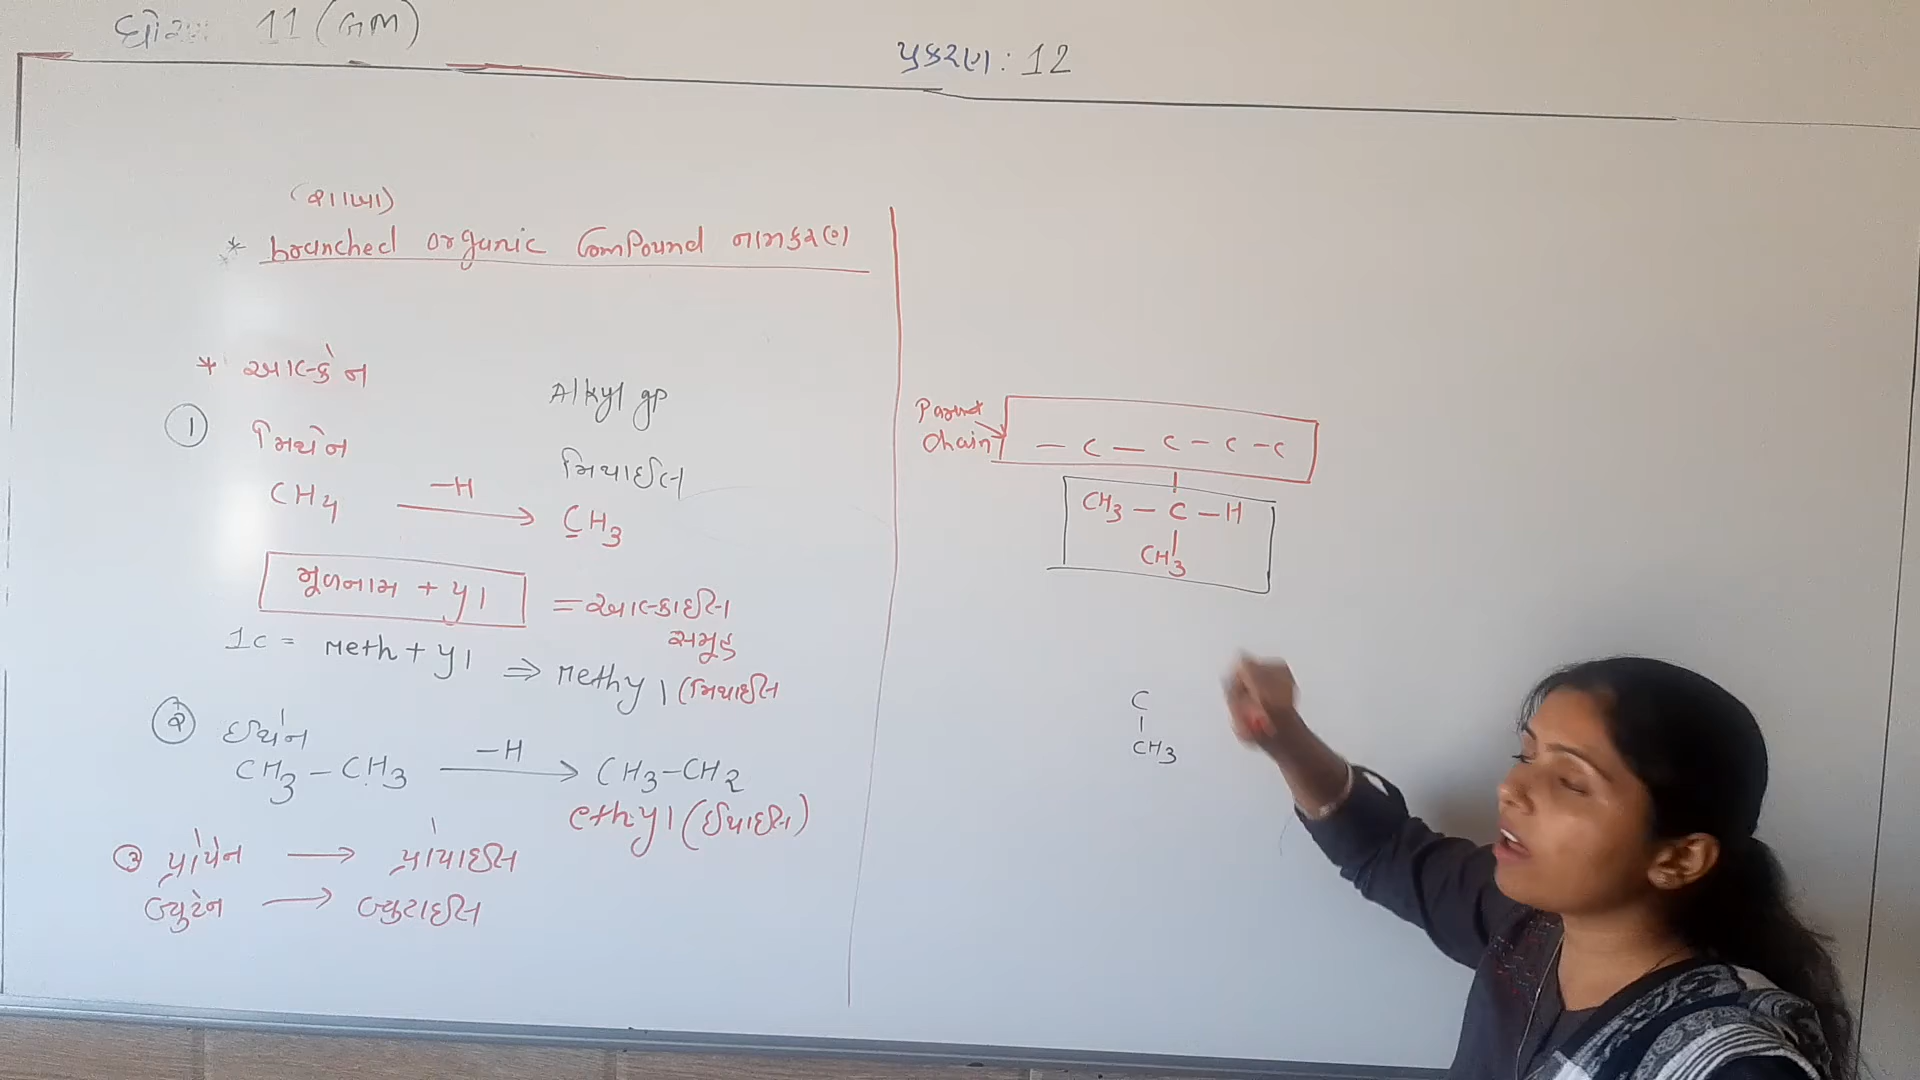 ધોરણ : 11 (GM)
પ્રકરણ : 12
(શાખા)
* branched organic Compound નામકરણ
* આલ્કેન
Alkyl gp
① મિથેન
મિથાઈલ
CH4 —H→ CH3
મૂળનામ + yl = આલ્કાઈલ
સમૂહ
1c = Meth + yl ⇒ Methyl (મિથાઈલ
② ઈથેન
CH3 – CH3 —H→ CH3–CH2
ethyl (ઈથાઈલ)
③ પ્રોપેન → પ્રોપાઈલ
બ્યુટેન → બ્યુટાઈલ
Parent
chain
– C – C – C – C
|
CH3 – C – H
|
CH3
C
|
CH3